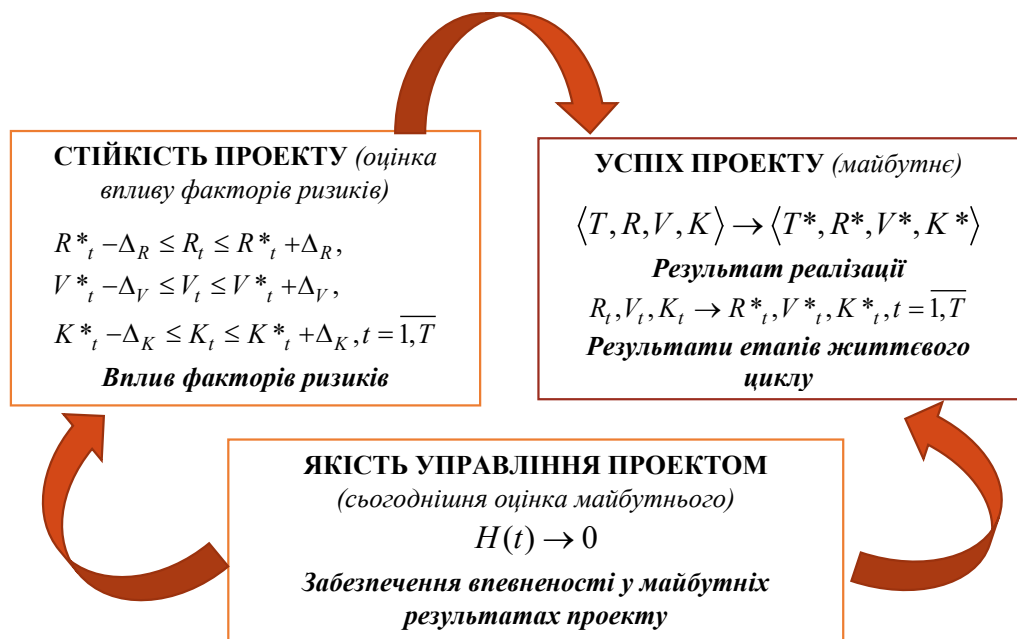 СТІЙКІСТЬ ПРОЕКТУ (оцінка
впливу факторів ризиків)
R*_t −Δ_R ≤ R_t ≤ R*_t +Δ_R ,
V*_t −Δ_V ≤ V_t ≤ V*_t +Δ_V ,
K*_t −Δ_K ≤ K_t ≤ K*_t +Δ_K , t = \overline{1,T}
Вплив факторів ризиків
УСПІХ ПРОЕКТУ (майбутнє)
⟨T, R, V, K⟩ → ⟨T*, R*, V*, K*⟩
Результат реалізації
R_t, V_t, K_t → R*_t, V*_t, K*_t, t = \overline{1,T}
Результати етапів життєвого
циклу
ЯКІСТЬ УПРАВЛІННЯ ПРОЕКТОМ
(сьогоднішня оцінка майбутнього)
H(t) → 0
Забезпечення впевненості у майбутніх
результатах проекту